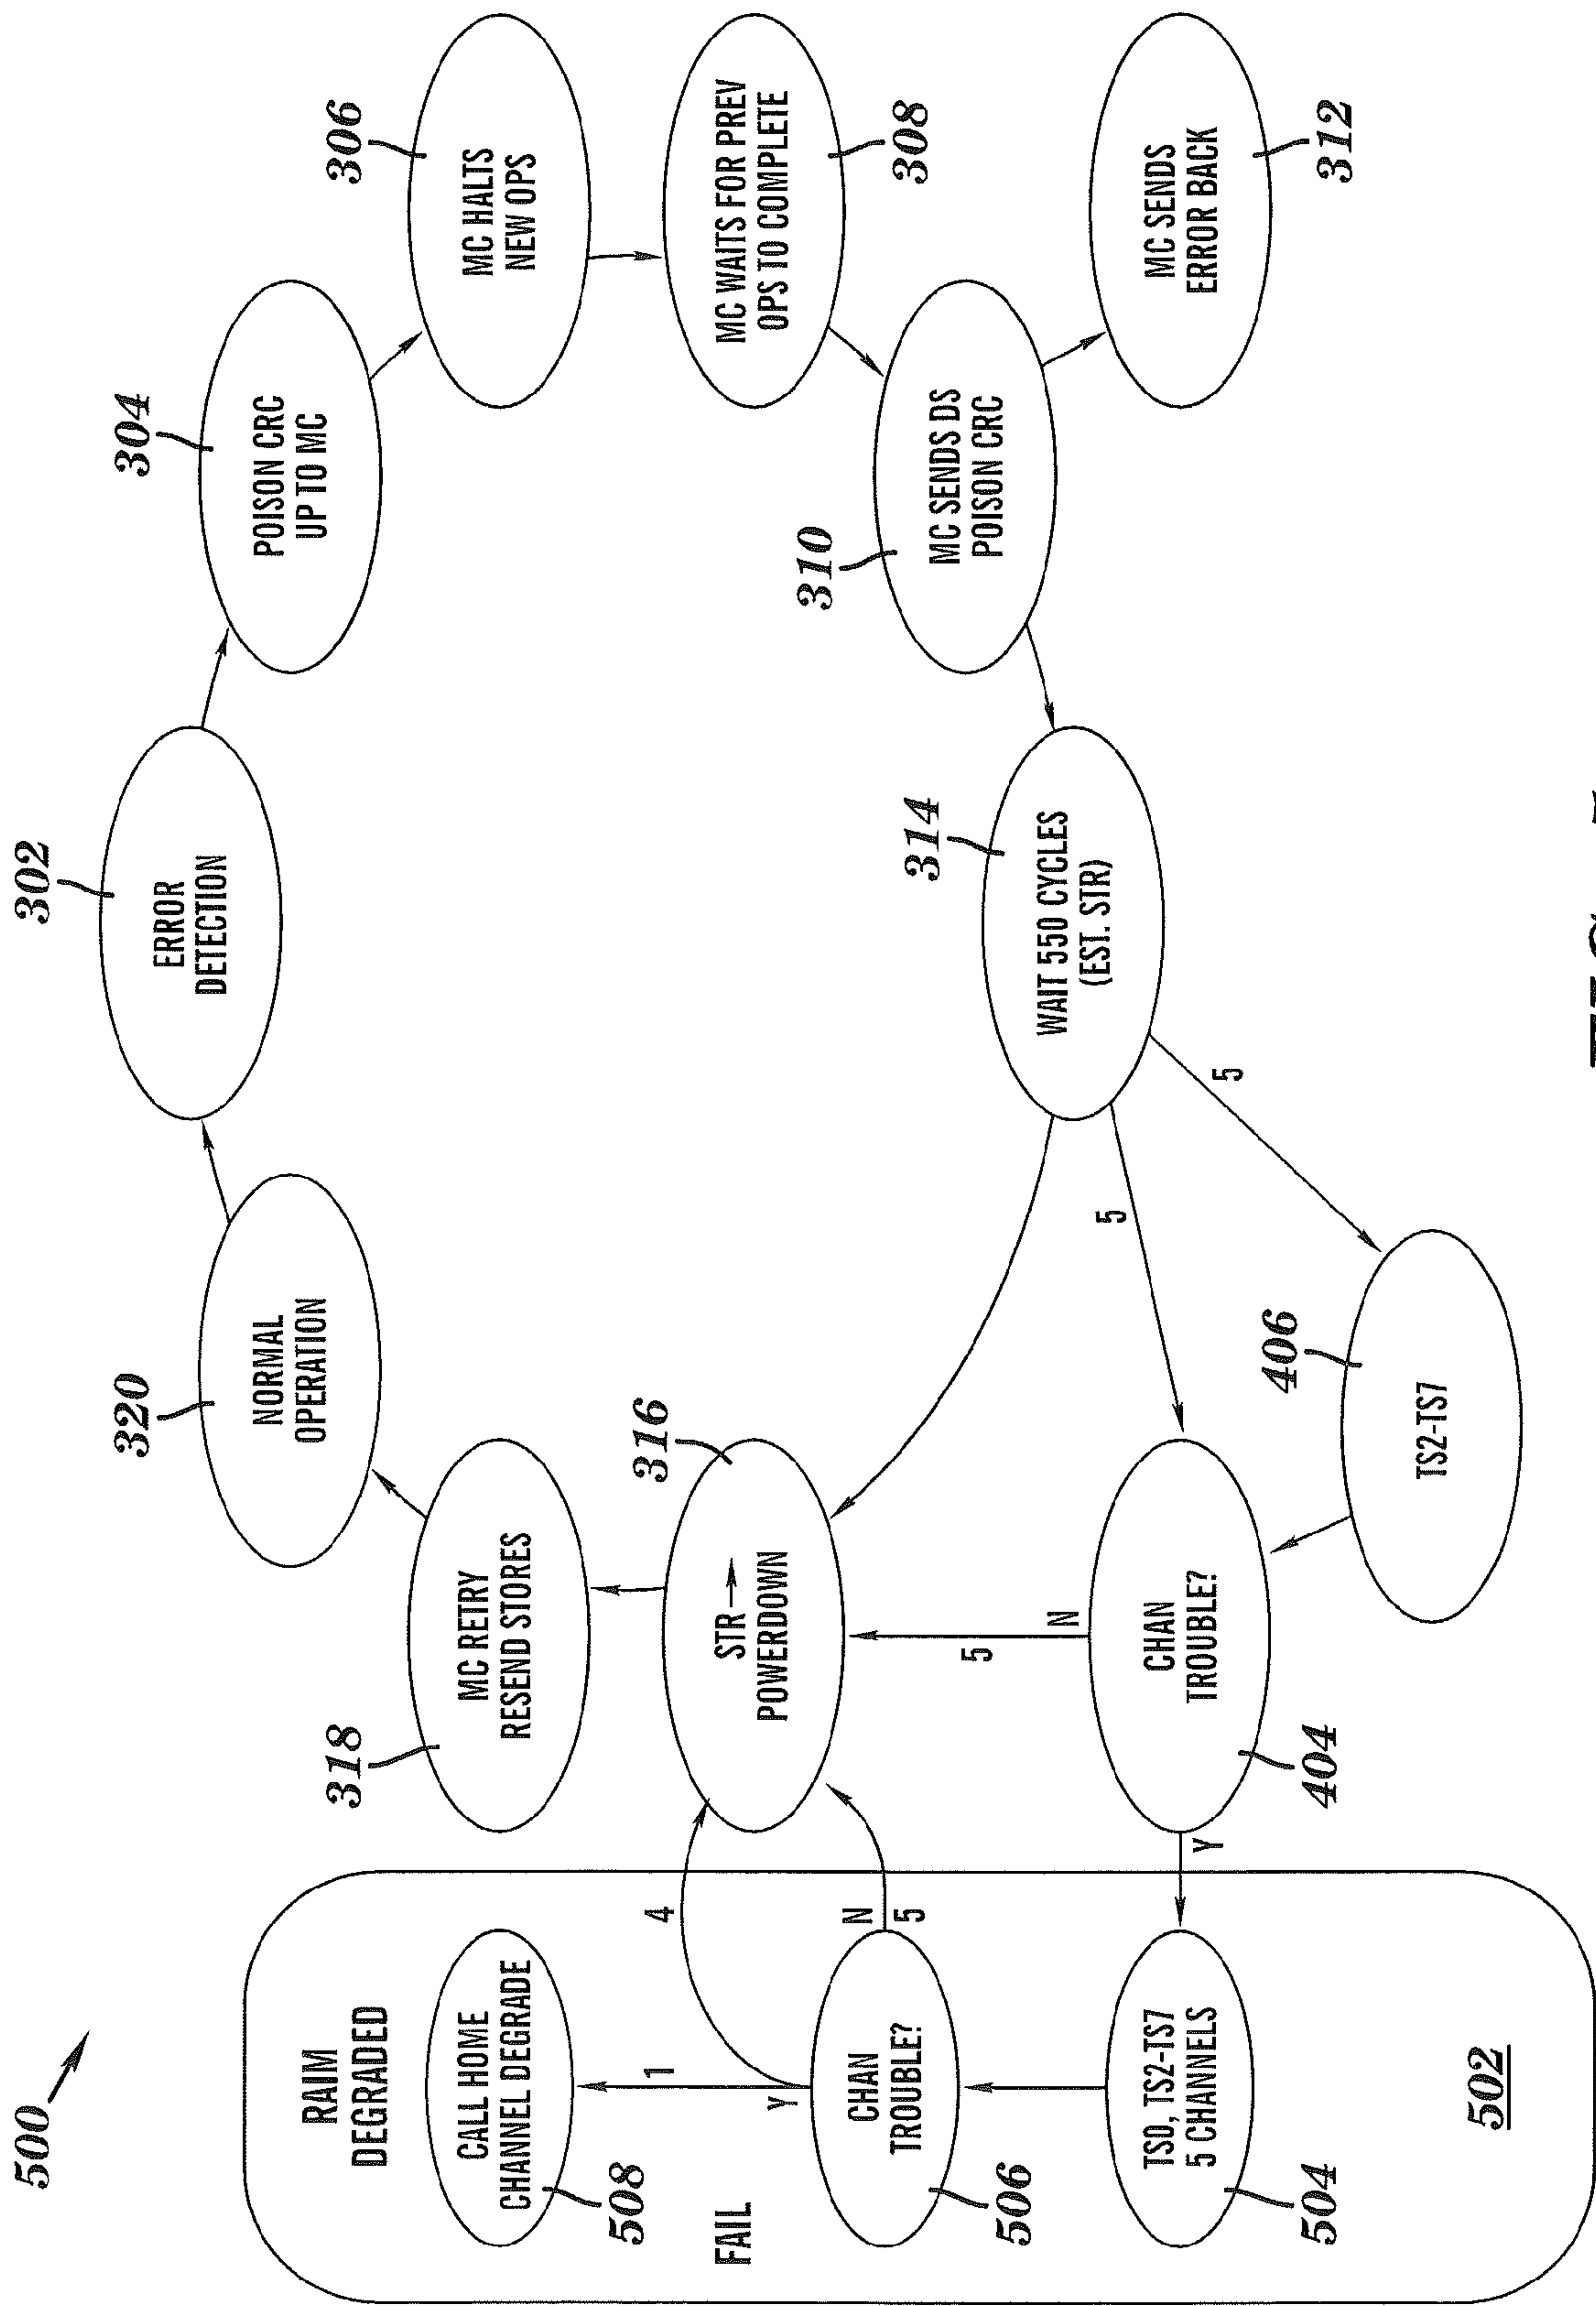 500
302
ERROR
DETECTION
304
POISON CRC
UP TO MC
306
MC HALTS
NEW OPS
MC WAITS FOR PREV
OPS TO COMPLETE
308
310
MC SENDS DS
POISON CRC
MC SENDS
ERROR BACK
312
314
WAIT 550 CYCLES
(EST. STR)
5
5
406
TS2-TS7
CHAN
TROUBLE?
404
N
5
Y
316
STR→
POWERDOWN
318
MC RETRY
RESEND STORES
320
NORMAL
OPERATION
RAIM
DEGRADED
CALL HOME
CHANNEL DEGRADE
508
FAIL
1
Y
4
N
5
CHAN
TROUBLE?
506
TS0, TS2-TS7
5 CHANNELS
504
502